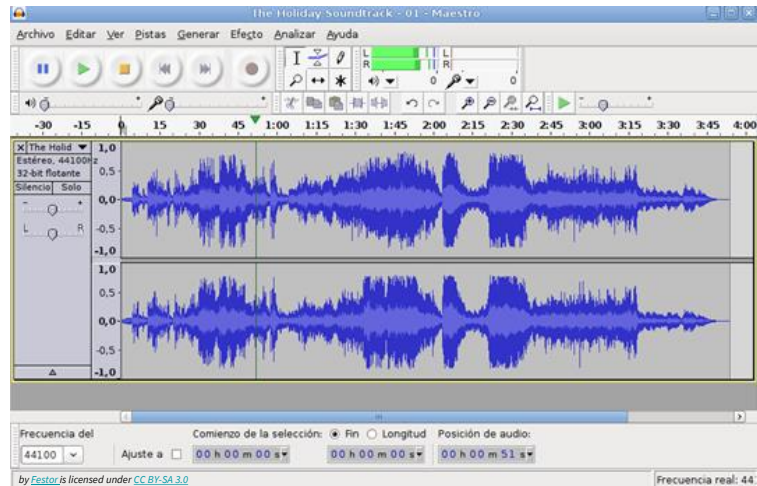 The Holiday Soundtrack - 01 - Maestro
Archivo Editar Ver Pistas Generar Efecto Analizar Ayuda
L
R
L
R
0
0
-30 -15 15 30 45 1:00 1:15 1:30 1:45 2:00 2:15 2:30 2:45 3:00 3:15 3:30 3:45 4:00
X The Holid
Estéreo, 44100Hz
32-bit flotante
Silencio Solo
- +
L R
1,0
0,5
0,0
-0,5
-1,0
1,0
0,5
0,0
-0,5
-1,0
Frecuencia del
Comienzo de la selección: Fin Longitud Posición de audio:
44100 Ajuste a 00 h 00 m 00 s 00 h 00 m 00 s 00 h 00 m 51 s
by Festor is licensed under CC BY-SA 3.0
Frecuencia real: 44